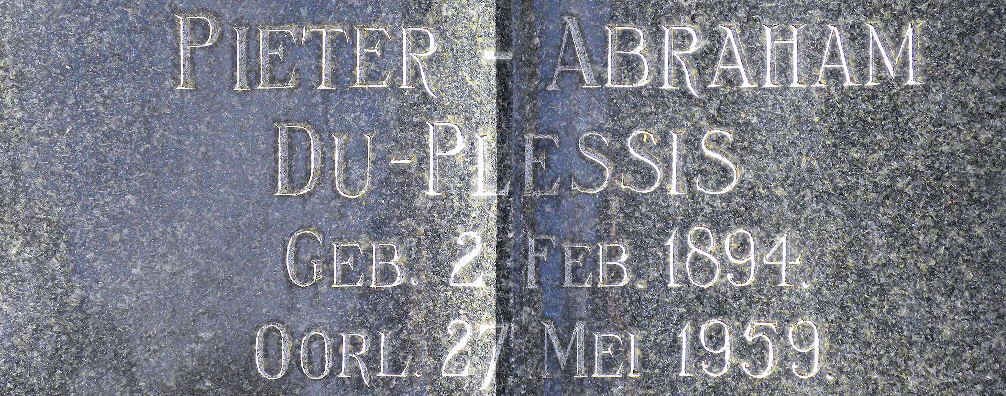 PIETER - ABRAHAM
DU-PLESSIS
GEB. 2 FEB. 1894.
OORL. 27 MEI 1959.